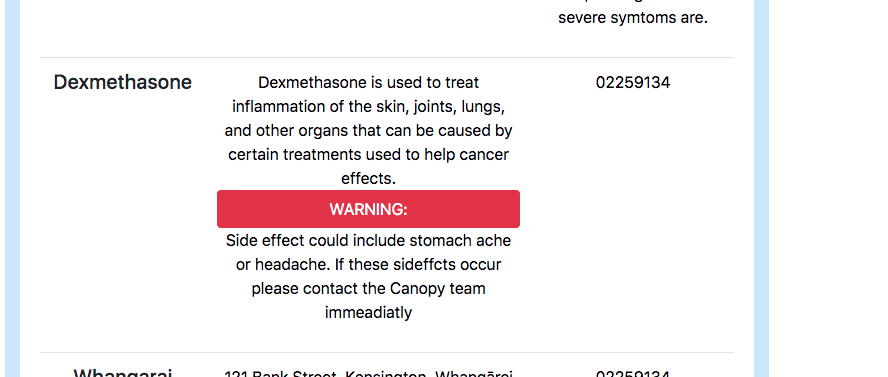 severe symtoms are.
Dexmethasone
Dexmethasone is used to treat
inflammation of the skin, joints, lungs,
and other organs that can be caused by
certain treatments used to help cancer
effects.
02259134
WARNING:
Side effect could include stomach ache
or headache. If these sideffcts occur
please contact the Canopy team
immeadiatly
Whangarai
121 Bank Street, Kensington, Whangārei
02259134